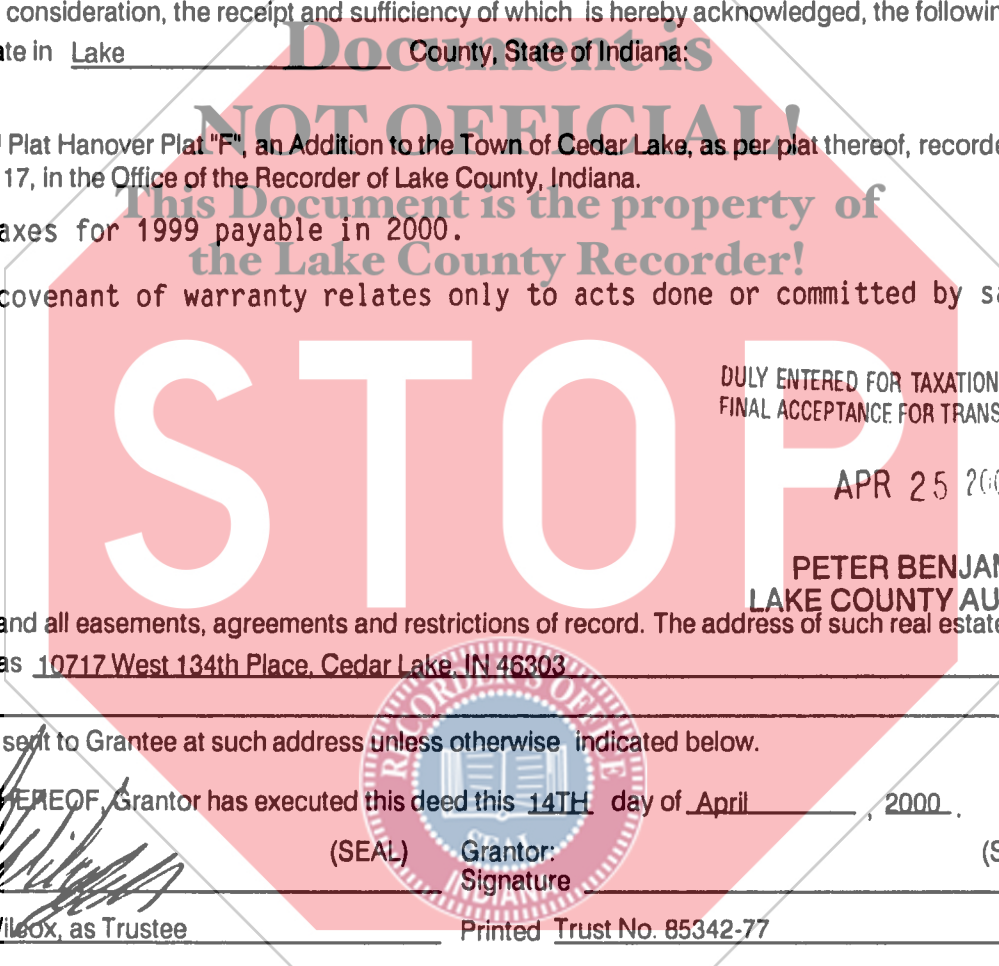 consideration, the receipt and sufficiency of which is hereby acknowledged, the following
Document is
in Lake County, State of Indiana:
NOT OFFICIAL!
Plat Hanover Plat "F", an Addition to the Town of Cedar Lake, as per plat thereof, recorde
17, in the Office of the Recorder of Lake County, Indiana.
This Document is the property of
axes for 1999 payable in 2000.
the Lake County Recorder!
covenant of warranty relates only to acts done or committed by sa
STOP
DULY ENTERED FOR TAXATION
FINAL ACCEPTANCE FOR TRANS
APR 25
PETER BENJAM
LAKE COUNTY AU
and all easements, agreements and restrictions of record. The address of such real estate
as 10717 West 134th Place, Cedar Lake, IN 46303
RECORDER'S OFFICE
sent to Grantee at such address unless otherwise indicated below.
EREOF, Grantor has executed this deed this 14TH day of April, 2000.
SEAL
INDIANA
(SEAL) Grantor: (S
Signature
ilcox, as Trustee Printed Trust No. 85342-77